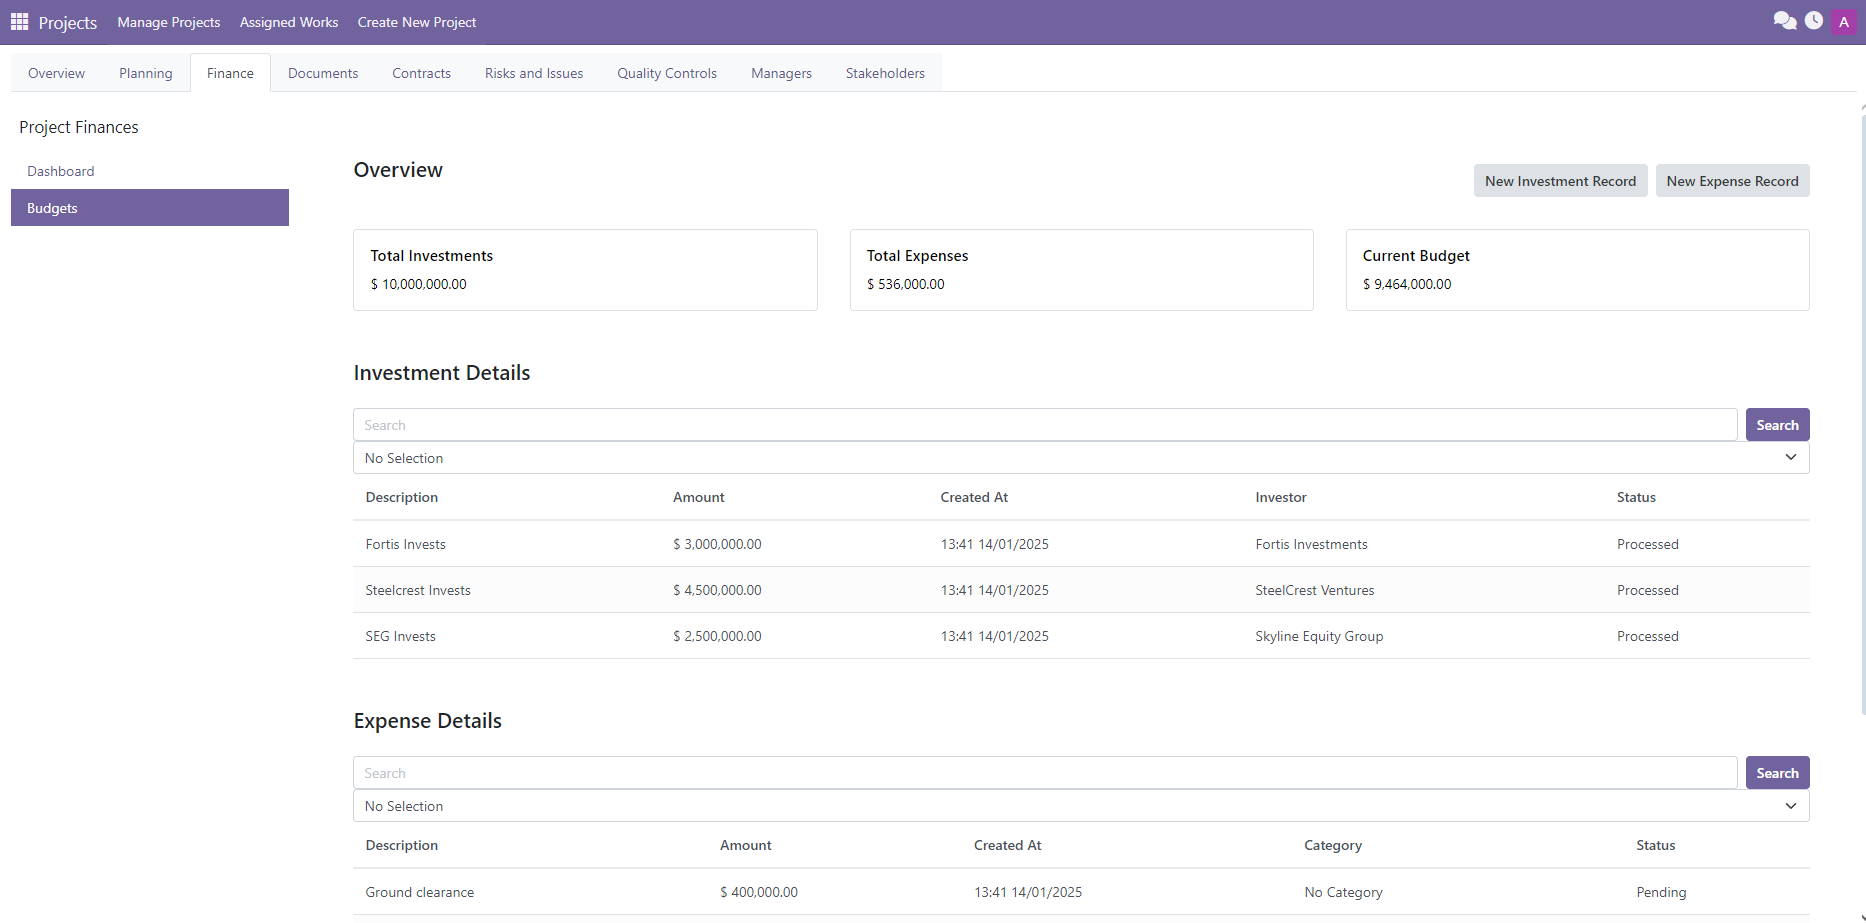 Projects Manage Projects Assigned Works Create New Project A
Overview Planning Finance Documents Contracts Risks and Issues Quality Controls Managers Stakeholders
Project Finances
Dashboard
Budgets
Overview
New Investment Record New Expense Record
Total Investments Total Expenses Current Budget
$ 10,000,000.00 $ 536,000.00 $ 9,464,000.00
Investment Details
Search Search
No Selection
Description Amount Created At Investor Status
Fortis Invests $ 3,000,000.00 13:41 14/01/2025 Fortis Investments Processed
Steelcrest Invests $ 4,500,000.00 13:41 14/01/2025 SteelCrest Ventures Processed
SEG Invests $ 2,500,000.00 13:41 14/01/2025 Skyline Equity Group Processed
Expense Details
Search Search
No Selection
Description Amount Created At Category Status
Ground clearance $ 400,000.00 13:41 14/01/2025 No Category Pending